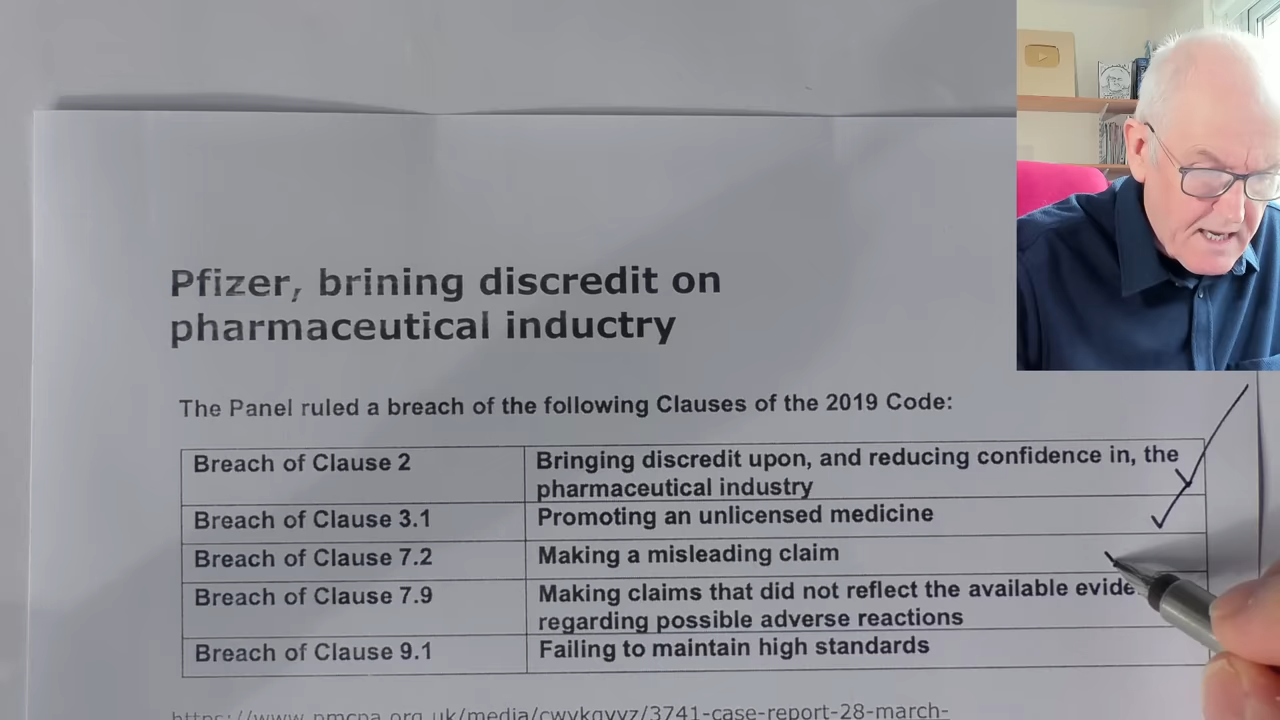 Pfizer, brining discredit on
pharmaceutical inductry
The Panel ruled a breach of the following Clauses of the 2019 Code:
Breach of Clause 2
Bringing discredit upon, and reducing confidence in, the
pharmaceutical industry
Breach of Clause 3.1
Promoting an unlicensed medicine
Breach of Clause 7.2
Making a misleading claim
Breach of Clause 7.9
Making claims that did not reflect the available evide
regarding possible adverse reactions
Breach of Clause 9.1
Failing to maintain high standards